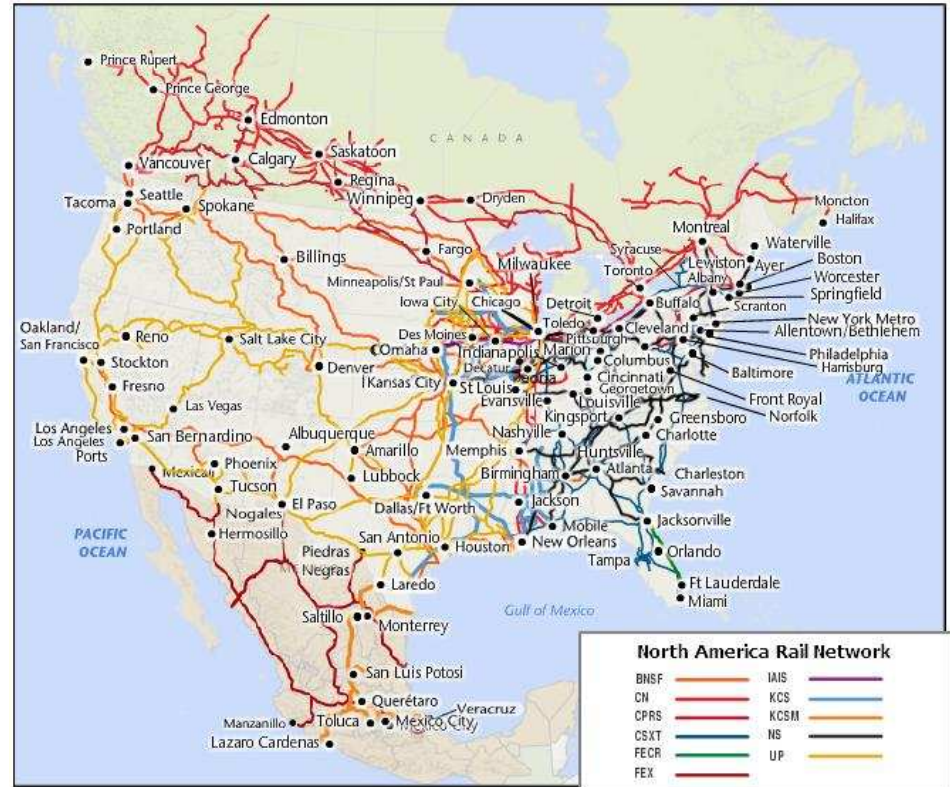 Prince Rupert
Prince George
Edmonton
CANADA
Vancouver
Calgary
Saskatoon
Regina
Seattle
Tacoma
Spokane
Winnipeg
Dryden
Moncton
Halifax
Portland
Montreal
Fargo
Syracuse
Waterville
Billings
Milwaukee
Toronto
Lewiston
Ayer
Boston
Albany
Worcester
Minneapolis/St Paul
Springfield
Iowa City
Chicago
Detroit
Buffalo
Scranton
Oakland/
San Francisco
Reno
Salt Lake City
Des Moines
Toledo
Cleveland
New York Metro
Allentown/Bethlehem
Pittsburgh
Omaha
Indianapolis
Marion
Columbus
Philadelphia
Harrisburg
Stockton
Denver
Decatur
Baltimore
Fresno
Kansas City
St Louis
Cincinnati
Georgetown
ATLANTIC
OCEAN
Las Vegas
Evansville
Louisville
Front Royal
Norfolk
Kingsport
Greensboro
Los Angeles
Los Angeles
Ports
San Bernardino
Albuquerque
Amarillo
Nashville
Charlotte
Memphis
Huntsville
Mexicali
Phoenix
Lubbock
Birmingham
Atlanta
Charleston
Tucson
Savannah
Nogales
El Paso
Dallas/Ft Worth
Jackson
Jacksonville
PACIFIC
OCEAN
Hermosillo
San Antonio
Houston
Mobile
New Orleans
Piedras
Negras
Tampa
Orlando
Laredo
Ft Lauderdale
Miami
Gulf of Mexico
Saltillo
Monterrey
San Luis Potosi
Querétaro
Veracruz
Manzanillo
Toluca
Mexico City
Lazaro Cardenas
North America Rail Network
BNSF
IAIS
CN
KCS
CPRS
KCSM
CSXT
NS
FECR
UP
FEX